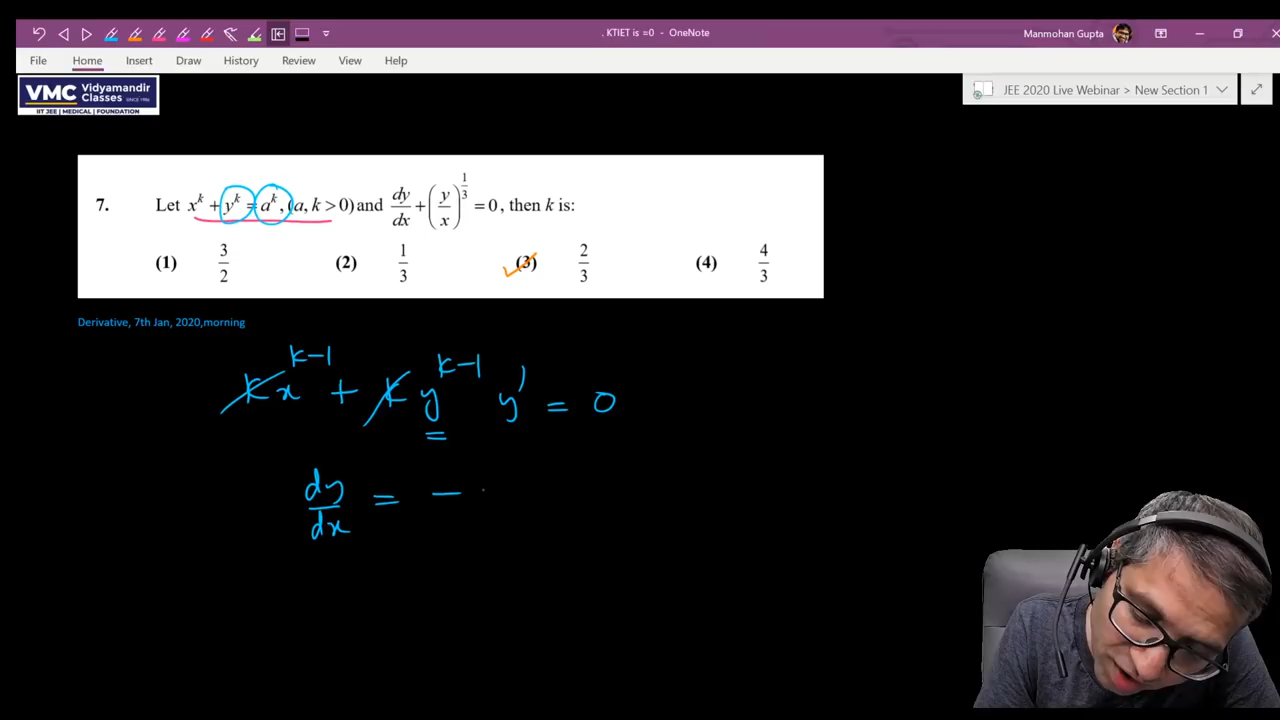 . KTIET is =0 - OneNote
Manmohan Gupta
File Home Insert Draw History Review View Help
VMC Vidyamandir Classes SINCE 1986
IIT JEE | MEDICAL | FOUNDATION
JEE 2020 Live Webinar > New Section 1
7. Let x^k + y^k = a^k, (a, k > 0) and dy/dx + (y/x)^(1/3) = 0, then k is:
(1) 3/2 (2) 1/3 (3) 2/3 (4) 4/3
Derivative, 7th Jan, 2020,morning
k x^(k-1) + k y^(k-1) y' = 0
dy/dx = -